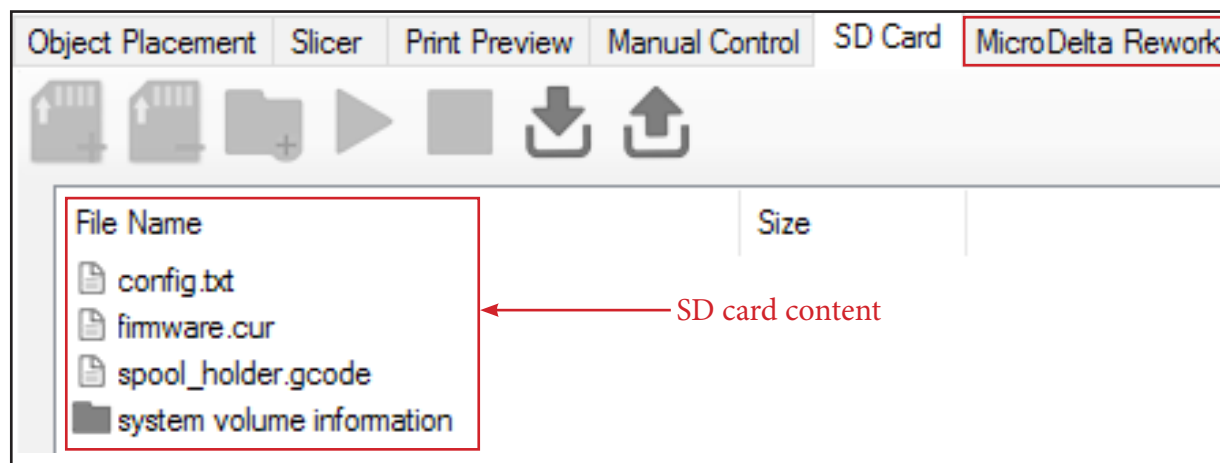 Object Placement Slicer Print Preview Manual Control SD Card MicroDelta Rework
File Name Size
config.txt
firmware.cur
SD card content
spool_holder.gcode
system volume information